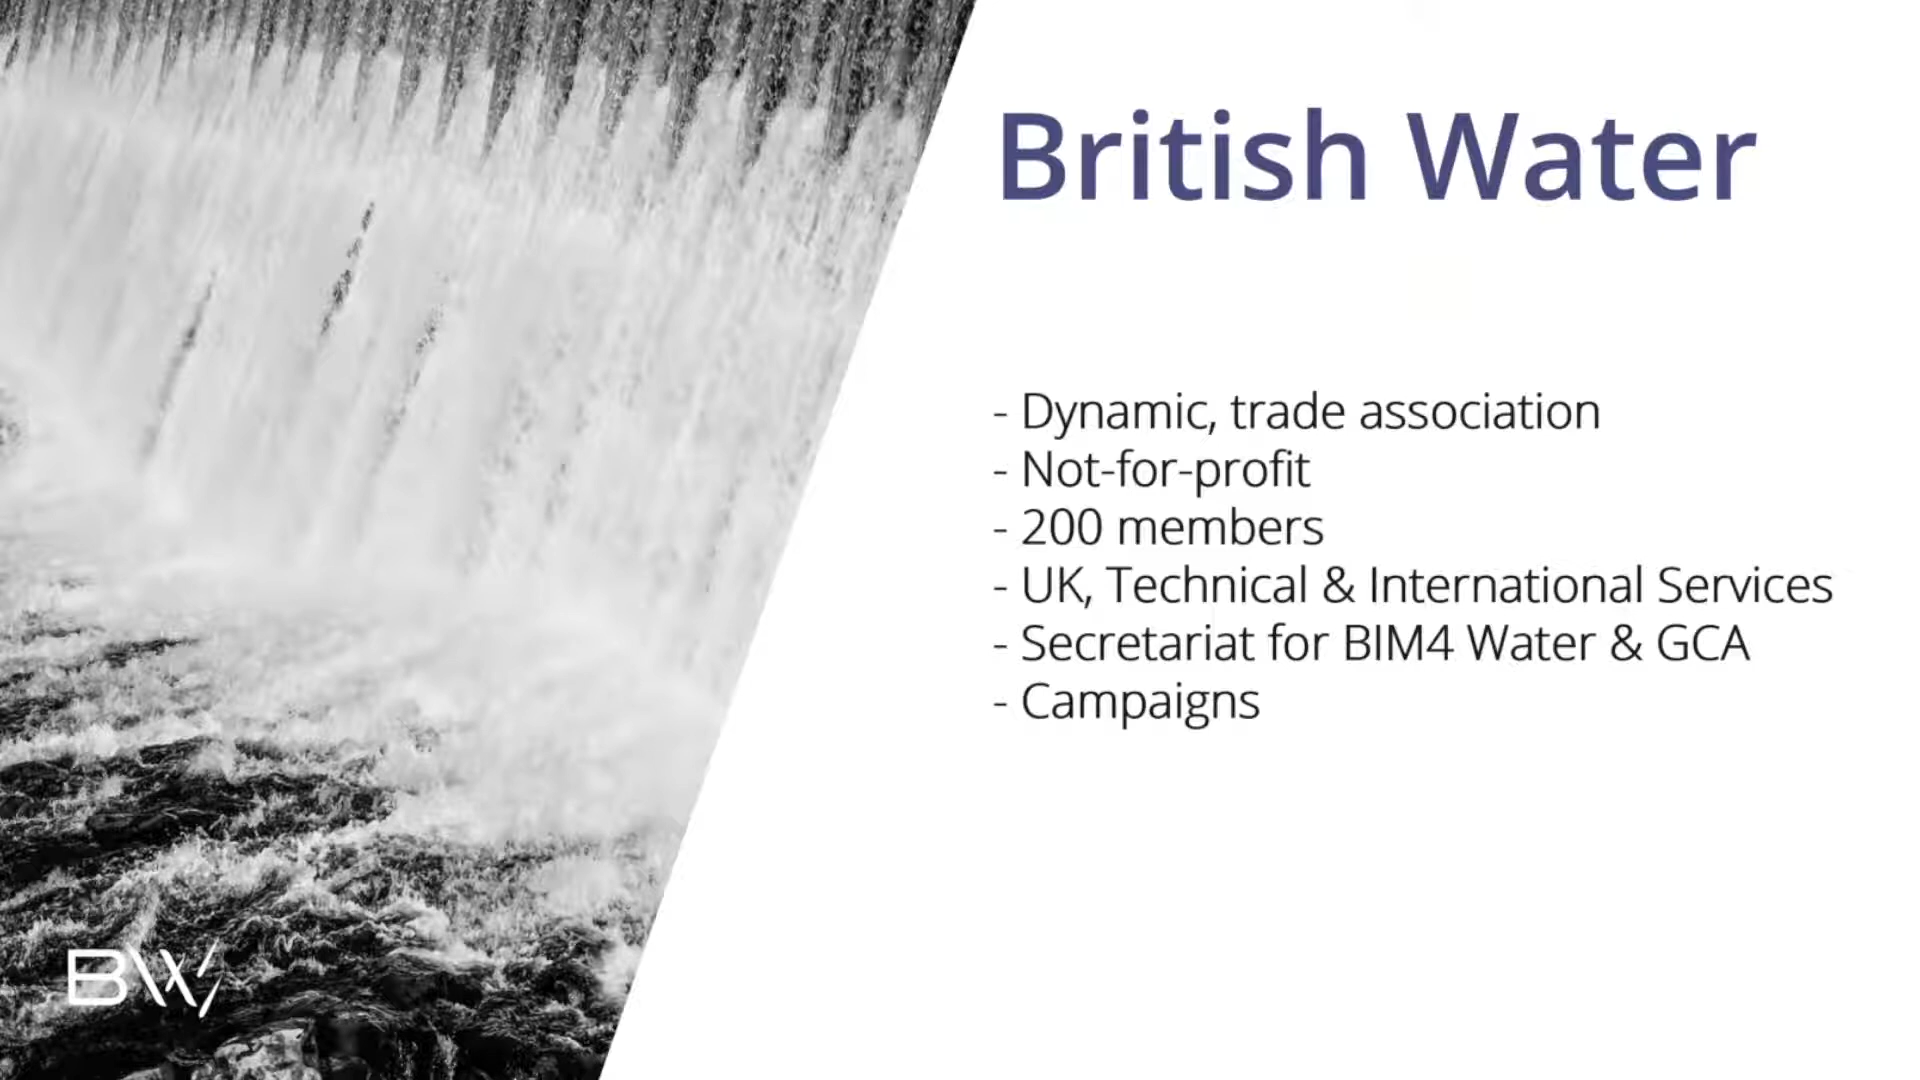 British Water
- Dynamic, trade association
- Not-for-profit
- 200 members
- UK, Technical & International Services
- Secretariat for BIM4 Water & GCA
- Campaigns
BW